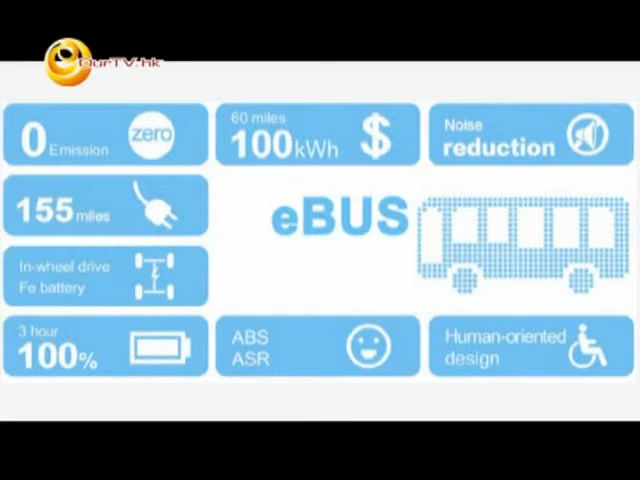 OurTV.hk
0 Emission
zero
60 miles
100kWh
$
Noise
reduction
155 miles
eBUS
In-wheel drive
Fe battery
3 hour
100%
ABS
ASR
Human-oriented
design